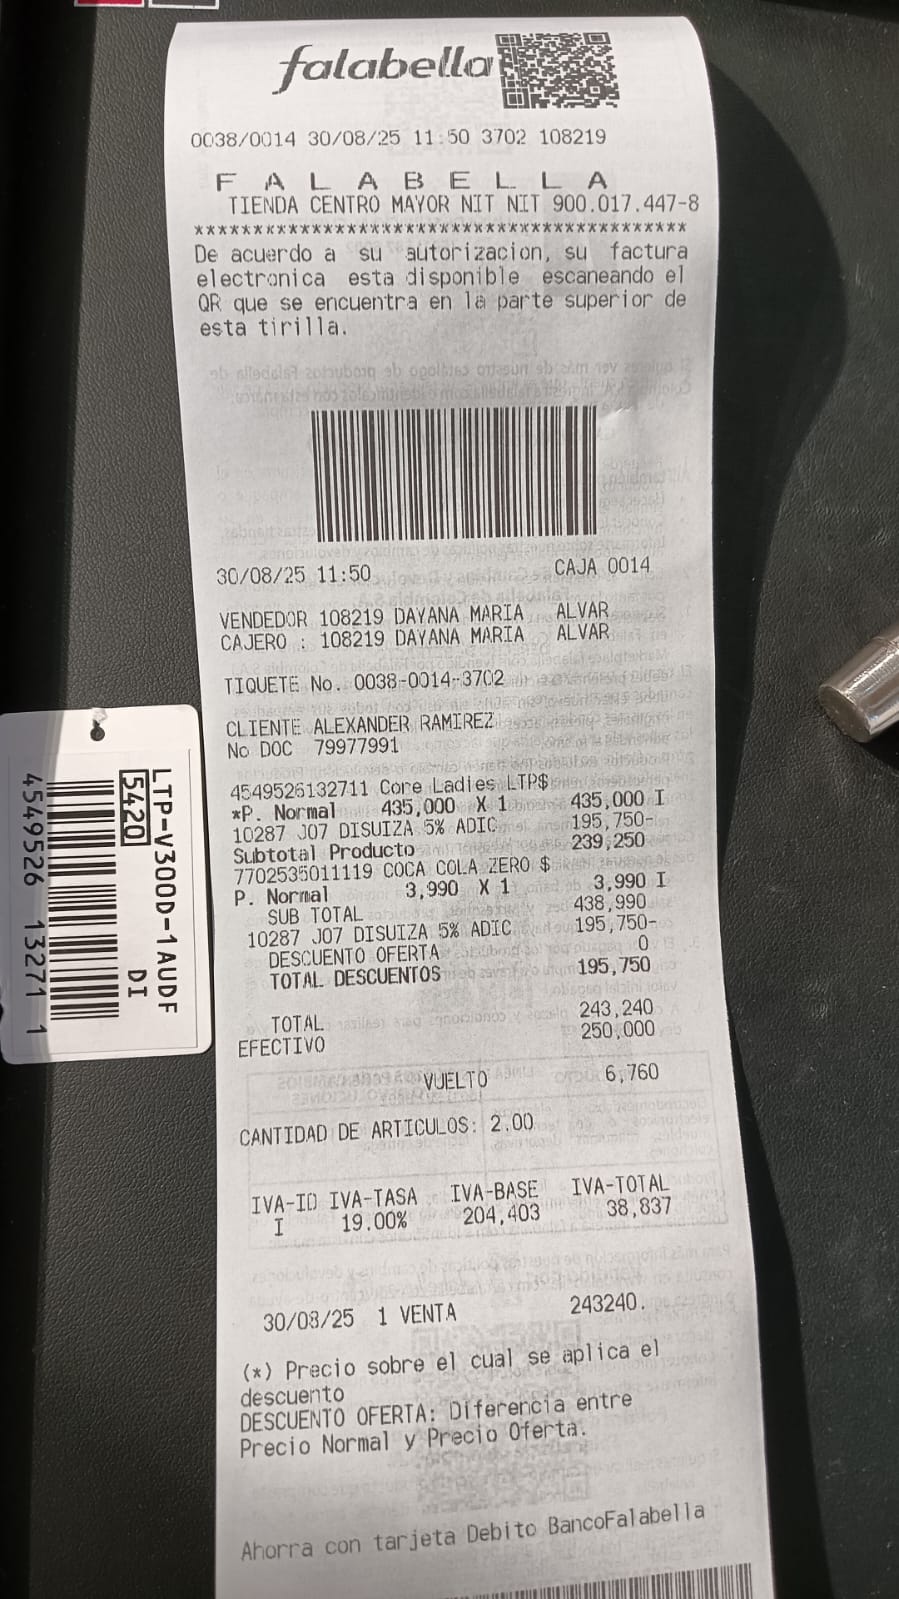 falabella
0038/0014 30/08/25 11:50 3702 108219
F A L A B E L L A
TIENDA CENTRO MAYOR NIT NIT 900.017.447-8
******************************************
De acuerdo a su autorizacion, su factura
electronica esta disponible escaneando el
QR que se encuentra en la parte superior de
esta tirilla.
30/08/25 11:50 CAJA 0014
VENDEDOR 108219 DAYANA MARIA ALVAR
CAJERO : 108219 DAYANA MARIA ALVAR
TIQUETE No. 0038-0014-3702
CLIENTE ALEXANDER RAMIREZ
No DOC 79977991
4549526132711 Core Ladies LTP$
*P. Normal 435,000 X 1 435,000 I
10287 J07 DISUIZA 5% ADIC 195,750-
Subtotal Producto 239,250
7702535011119 COCA COLA ZERO $
P. Normal 3,990 X 1 3,990 I
SUB TOTAL 438,990
10287 J07 DISUIZA 5% ADIC 195,750-
DESCUENTO OFERTA 0
TOTAL DESCUENTOS 195,750
TOTAL 243,240
EFECTIVO 250,000
VUELTO 6,760
CANTIDAD DE ARTICULOS: 2.00
IVA-ID IVA-TASA IVA-BASE IVA-TOTAL
I 19.00% 204,403 38,837
30/08/25 1 VENTA 243240.
(*) Precio sobre el cual se aplica el
descuento
DESCUENTO OFERTA: Diferencia entre
Precio Normal y Precio Oferta.
Ahorra con tarjeta Debito BancoFalabella
LTP-V300D-1AUDF
5420 DI
4549526 13271 1